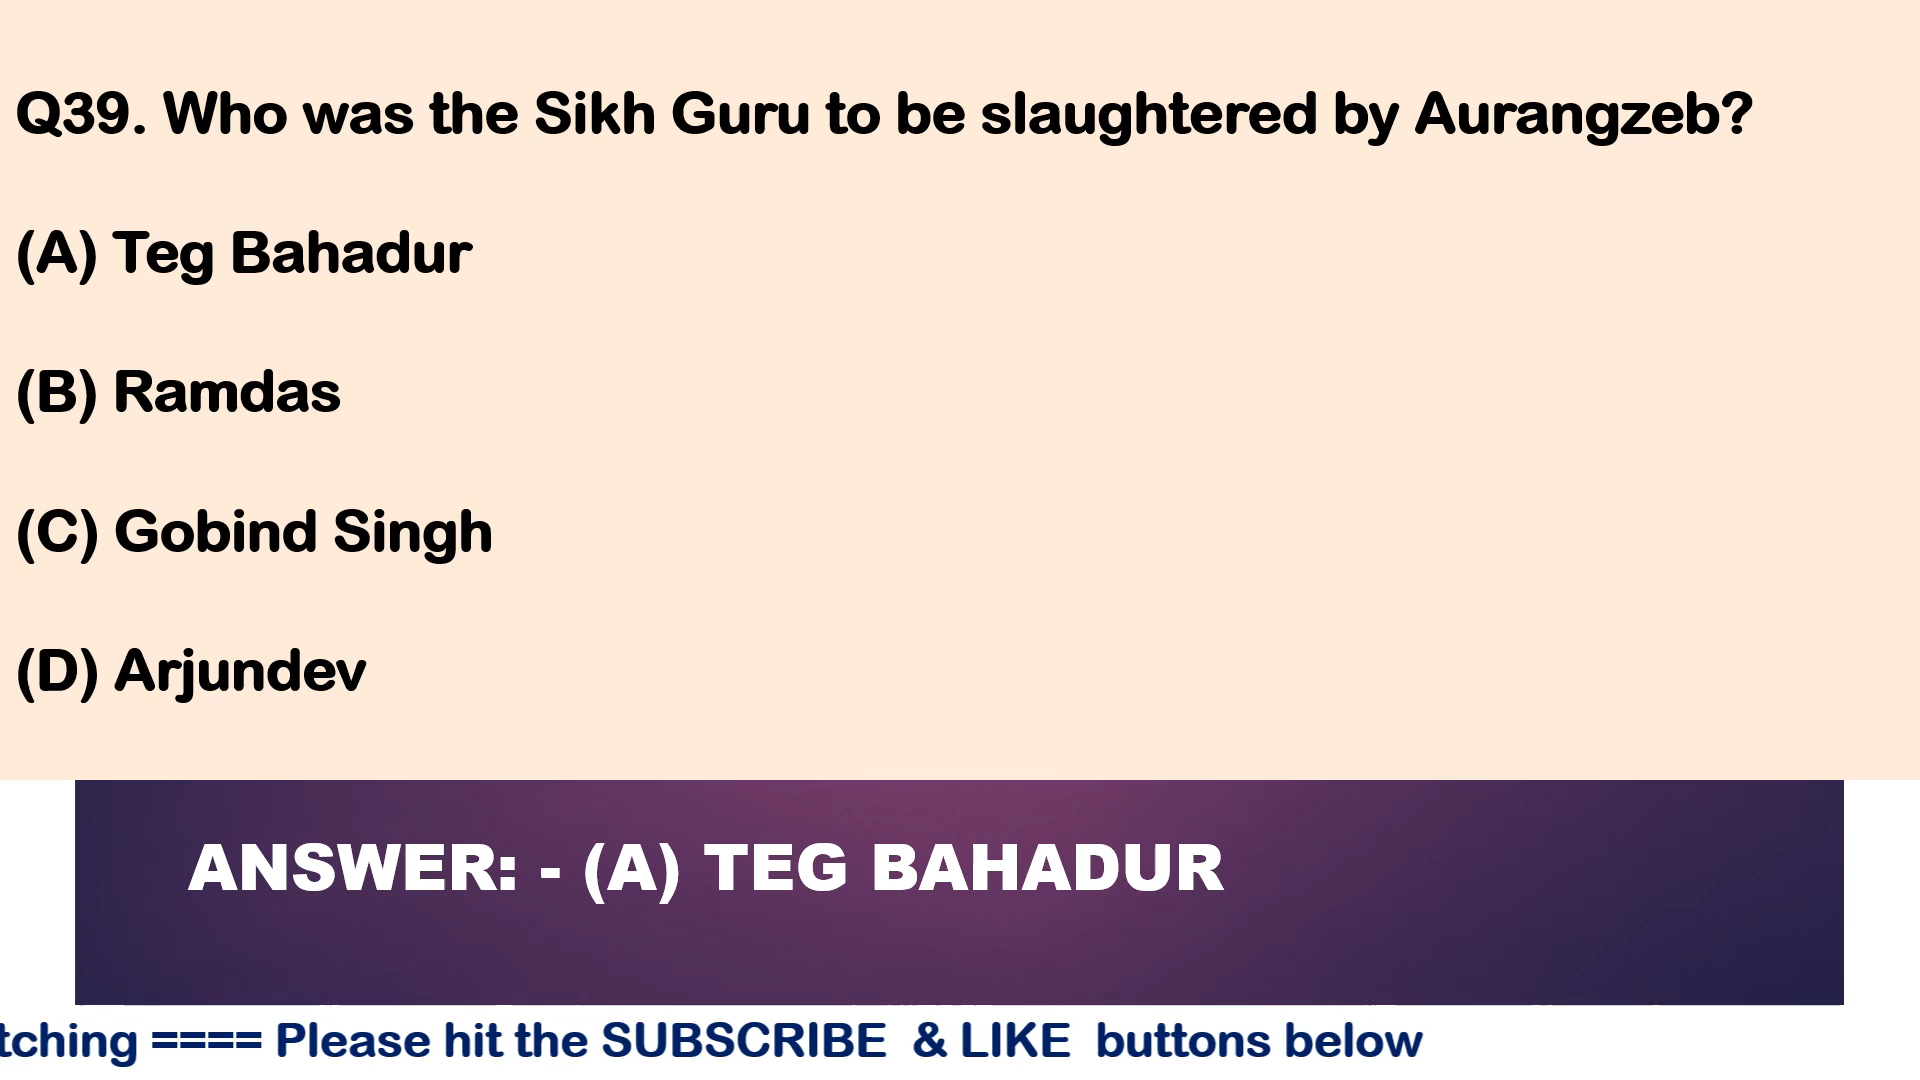 Q39. Who was the Sikh Guru to be slaughtered by Aurangzeb?
(A) Teg Bahadur
(B) Ramdas
(C) Gobind Singh
(D) Arjundev
ANSWER: - (A) TEG BAHADUR
tching ==== Please hit the SUBSCRIBE & LIKE buttons below